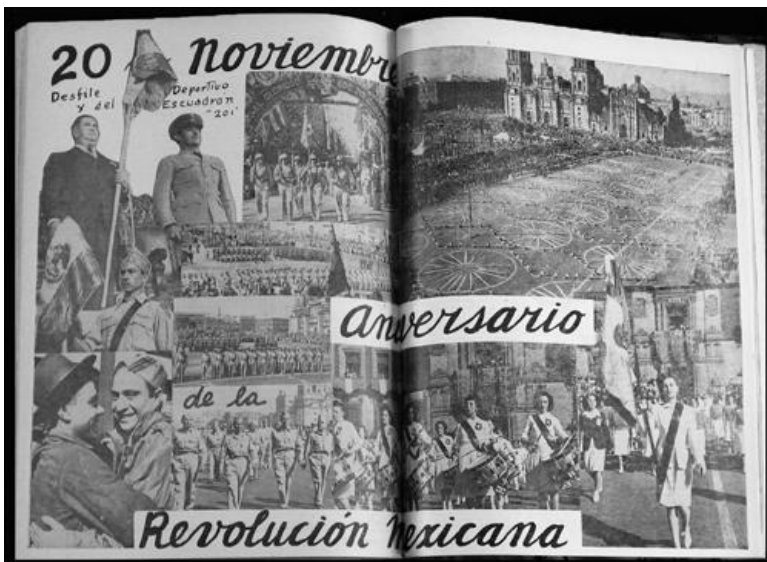 20 Noviembre
Desfile Deportivo
y del Escuadron
"201"
Aniversario
de la
Revolución Mexicana